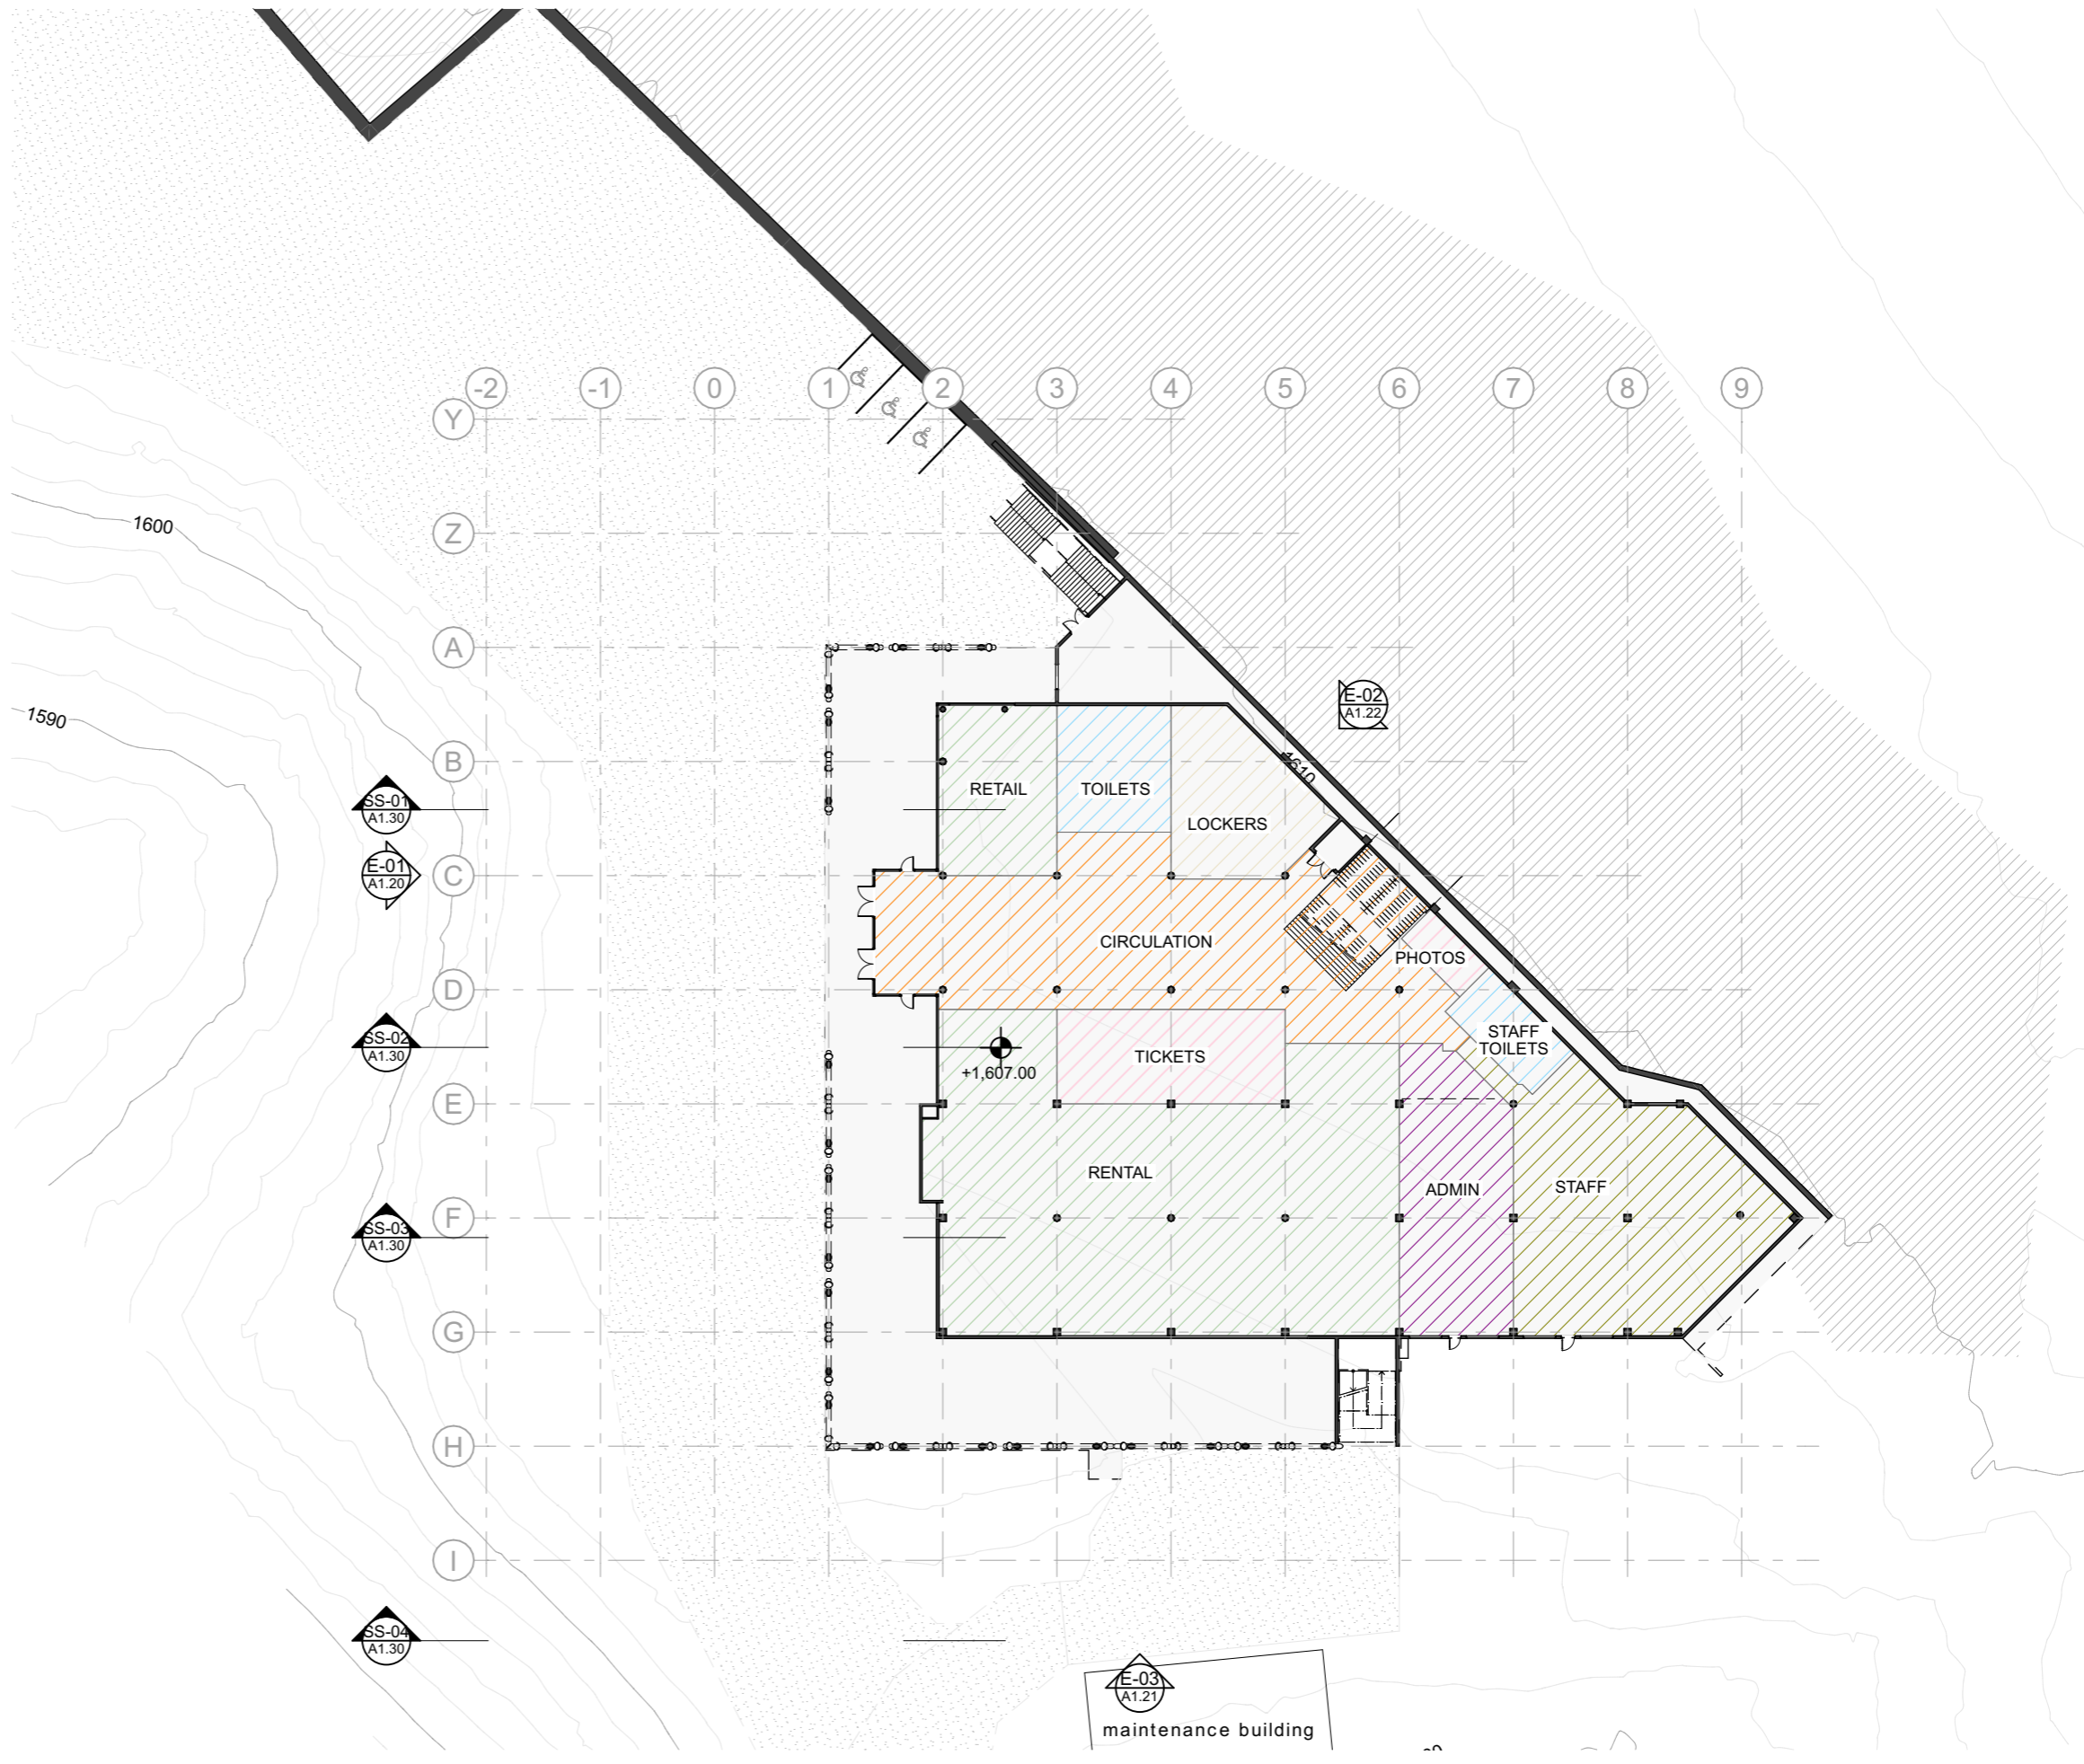 -2 -1 0 1 2 3 4 5 6 7 8 9
Y
1600
Z
A
E-02
A1.22
1590
B
1610
RETAIL
TOILETS
SS-01
A1.30
LOCKERS
E-01
A1.20
C
CIRCULATION
PHOTOS
D
SS-02
A1.30
STAFF
TOILETS
TICKETS
+1,607.00
E
RENTAL
ADMIN
STAFF
F
SS-03
A1.30
G
H
I
SS-04
A1.30
E-03
A1.21
maintenance building